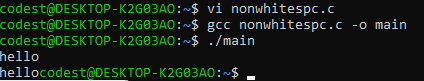 codest@DESKTOP-K2G03AO:~$ vi nonwhitespc.c
codest@DESKTOP-K2G03AO:~$ gcc nonwhitespc.c -o main
codest@DESKTOP-K2G03AO:~$ ./main
hello
hellocodest@DESKTOP-K2G03AO:~$